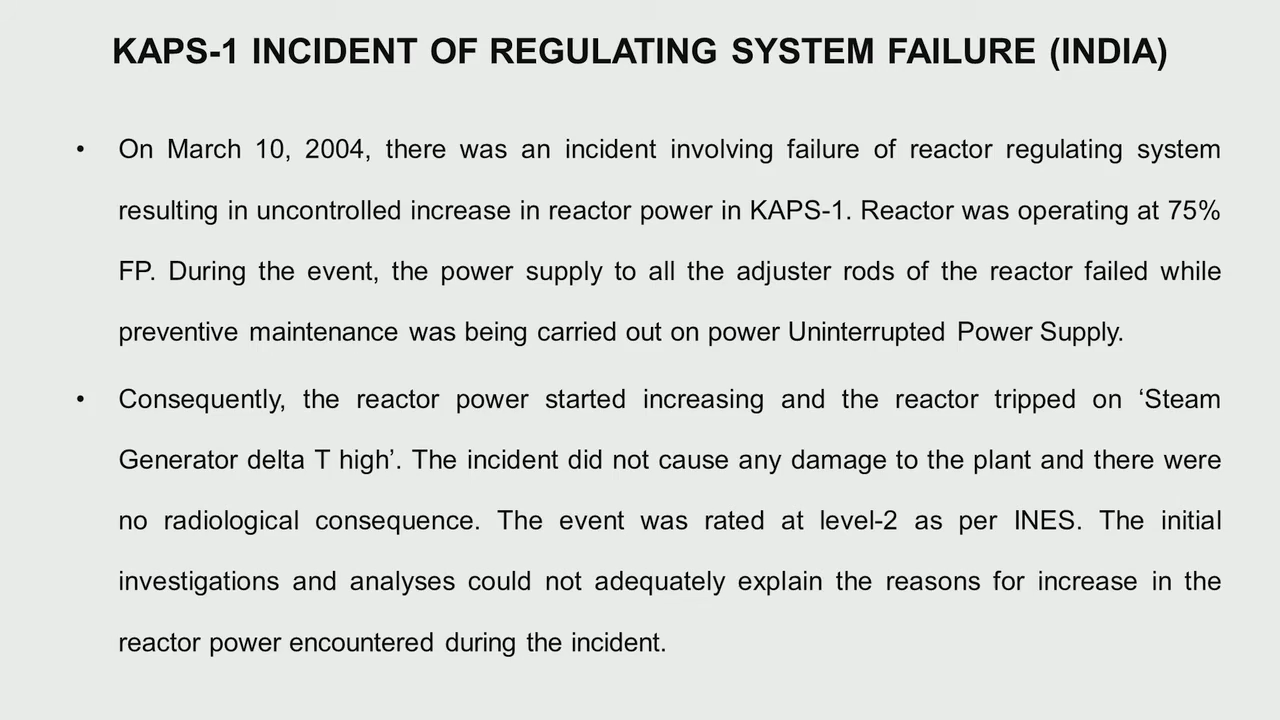 KAPS-1 INCIDENT OF REGULATING SYSTEM FAILURE (INDIA)
• On March 10, 2004, there was an incident involving failure of reactor regulating system
resulting in uncontrolled increase in reactor power in KAPS-1. Reactor was operating at 75%
FP. During the event, the power supply to all the adjuster rods of the reactor failed while
preventive maintenance was being carried out on power Uninterrupted Power Supply.
• Consequently, the reactor power started increasing and the reactor tripped on ‘Steam
Generator delta T high’. The incident did not cause any damage to the plant and there were
no radiological consequence. The event was rated at level-2 as per INES. The initial
investigations and analyses could not adequately explain the reasons for increase in the
reactor power encountered during the incident.